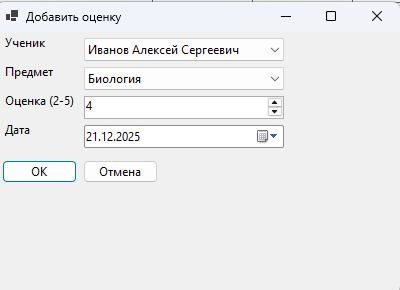 Добавить оценку
Ученик
Иванов Алексей Сергеевич
Предмет
Биология
Оценка (2-5)
4
Дата
21.12.2025
OK
Отмена